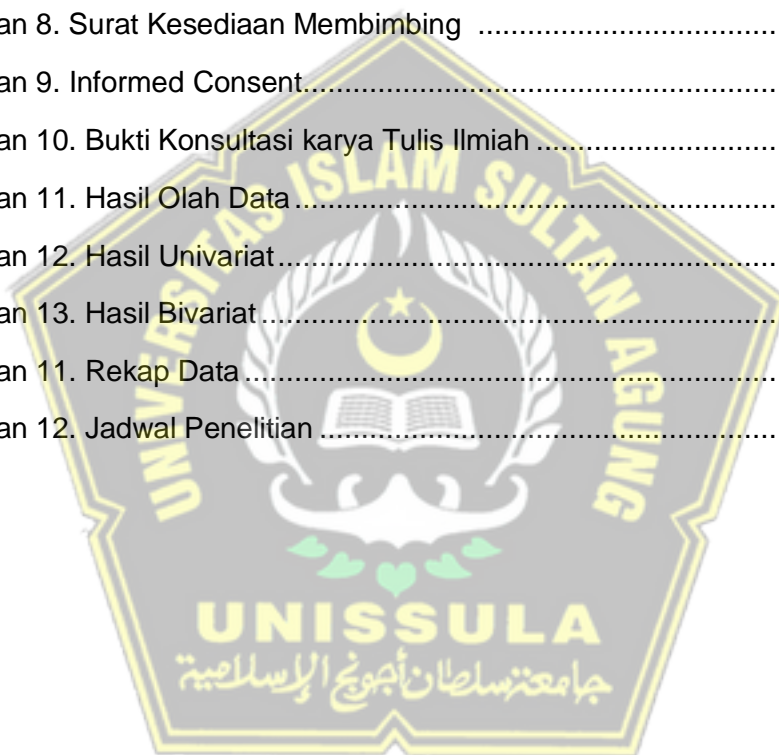 an 8. Surat Kesediaan Membimbing ..................................
an 9. Informed Consent..........................................................
an 10. Bukti Konsultasi karya Tulis Ilmiah .............................
an 11. Hasil Olah Data ..........................................................
an 12. Hasil Univariat............................................................
an 13. Hasil Bivariat ..............................................................
an 11. Rekap Data ................................................................
an 12. Jadwal Penelitian .......................................................
UNIVERSITAS ISLAM SULTAN AGUNG
UNISSULA
جامعتنسلطان أجونج الإسلامية